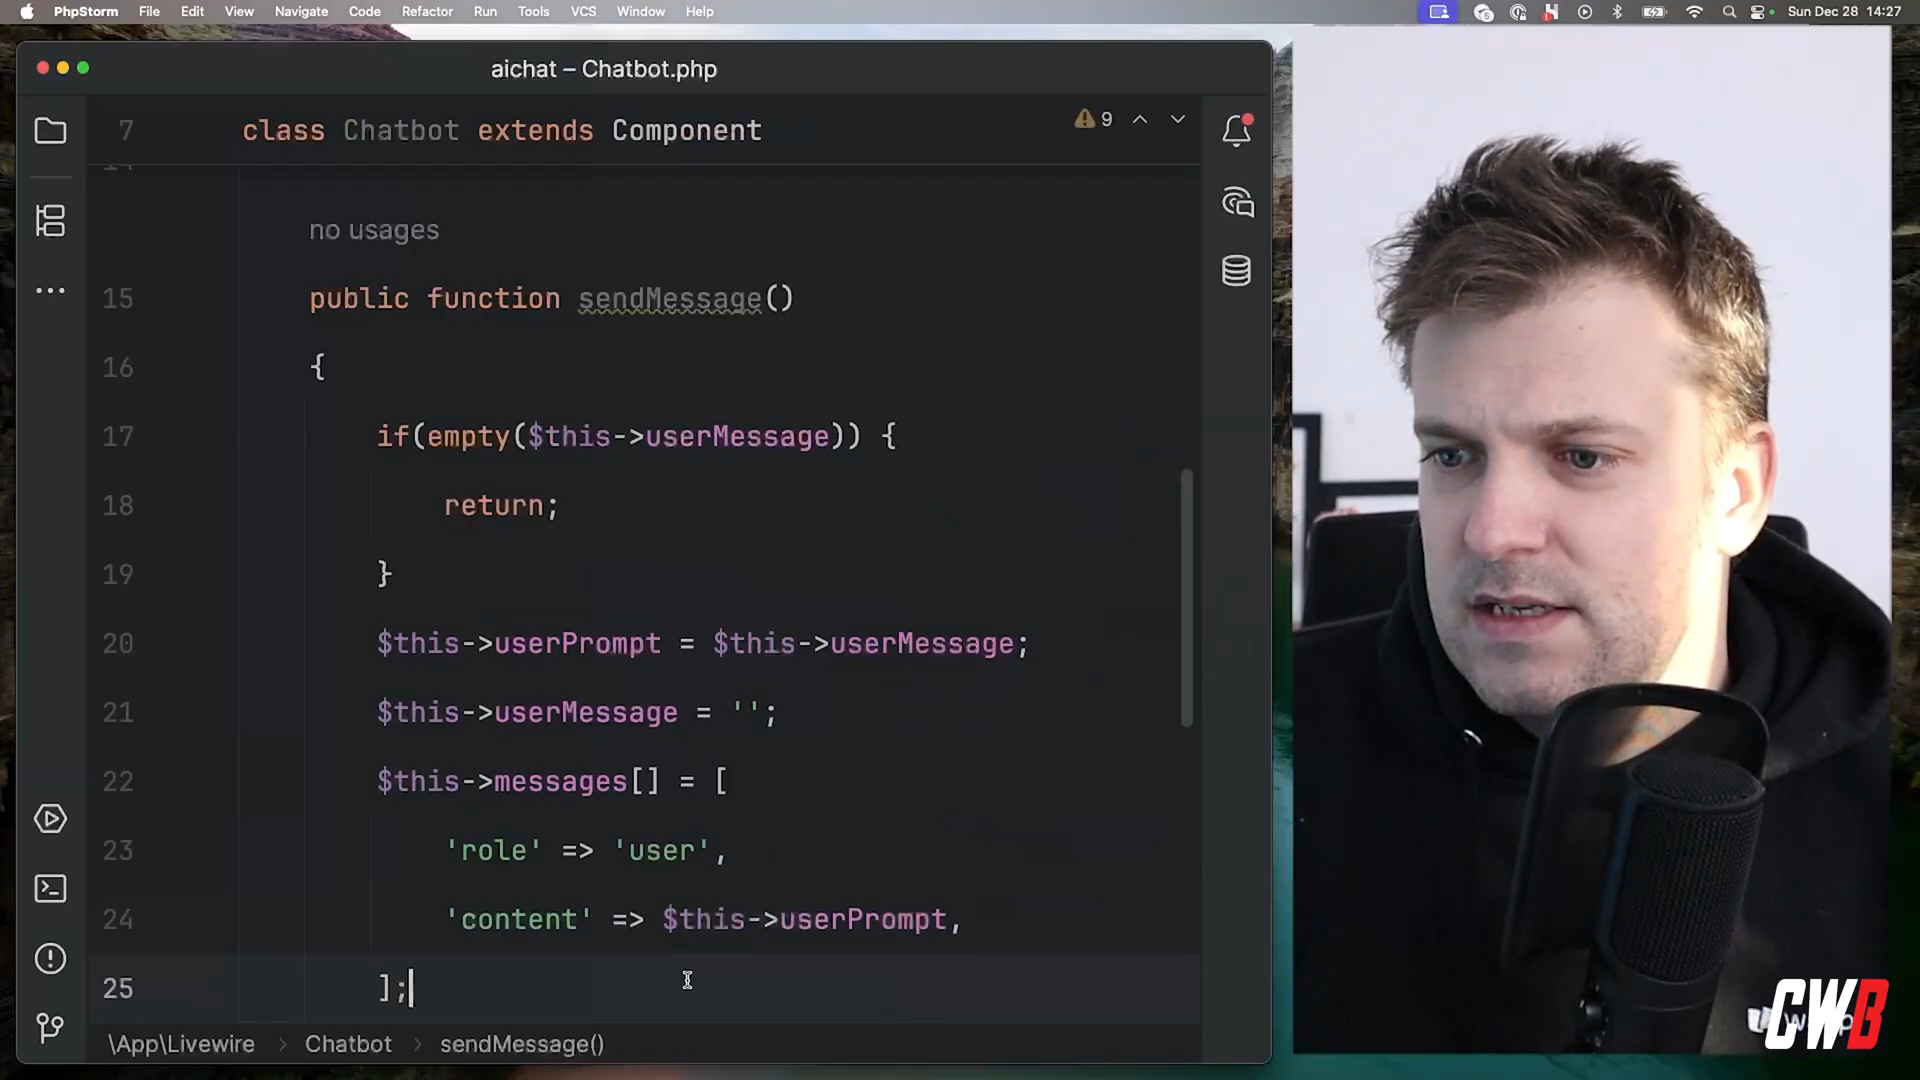 PhpStorm File Edit View Navigate Code Refactor Run Tools VCS Window Help Sun Dec 28 14:27
aichat – Chatbot.php
7 class Chatbot extends Component 9
no usages
15 public function sendMessage()
16 {
17 if(empty($this->userMessage)) {
18 return;
19 }
20 $this->userPrompt = $this->userMessage;
21 $this->userMessage = '';
22 $this->messages[] = [
23 'role' => 'user',
24 'content' => $this->userPrompt,
25 ];
\App\Livewire > Chatbot > sendMessage()
CWB